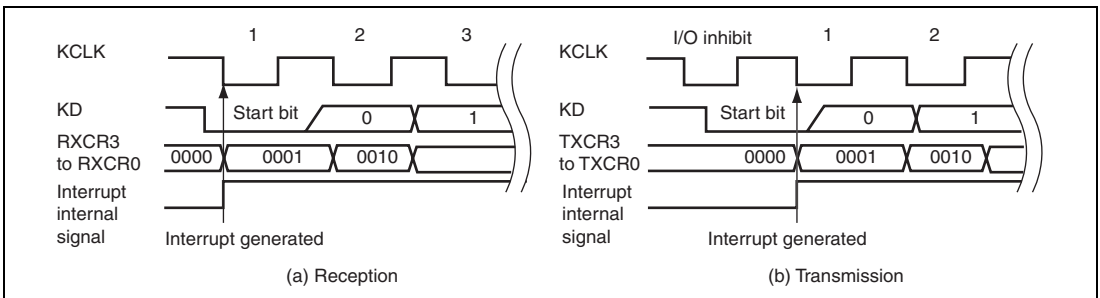 1 2 3
KCLK
KD
Start bit 0 1
RXCR3
to RXCR0
0000 0001 0010
Interrupt
internal
signal
Interrupt generated
(a) Reception
I/O inhibit 1 2
KCLK
KD
Start bit 0 1
TXCR3
to TXCR0
0000 0001 0010
Interrupt
internal
signal
Interrupt generated
(b) Transmission